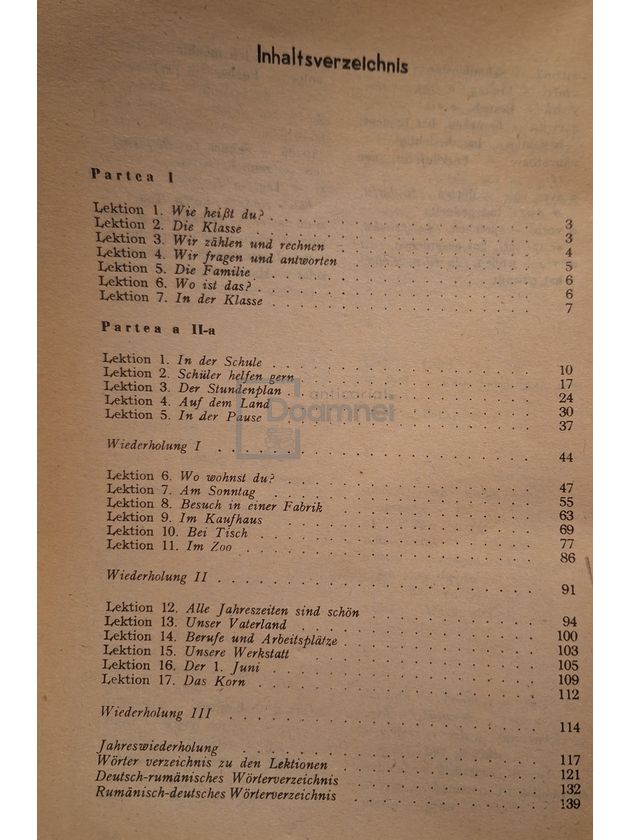 Inhaltsverzeichnis
Partea I
Lektion 1. Wie heißt du? 3
Lektion 2. Die Klasse 3
Lektion 3. Wir zählen und rechnen 4
Lektion 4. Wir fragen und antworten 5
Lektion 5. Die Familie 6
Lektion 6. Wo ist das? 6
Lektion 7. In der Klasse 7
Partea a II-a
Lektion 1. In der Schule 10
Lektion 2. Schüler helfen gern 17
Lektion 3. Der Stundenplan 24
Lektion 4. Auf dem Land 30
Lektion 5. In der Pause 37
anticariat
Doamnei
Wiederholung I 44
Lektion 6. Wo wohnst du? 47
Lektion 7. Am Sonntag 55
Lektion 8. Besuch in einer Fabrik 63
Lektion 9. Im Kaufhaus 69
Lektion 10. Bei Tisch 77
Lektion 11. Im Zoo 86
Wiederholung II 91
Lektion 12. Alle Jahreszeiten sind schön 94
Lektion 13. Unser Vaterland 100
Lektion 14. Berufe und Arbeitsplätze 103
Lektion 15. Unsere Werkstatt 105
Lektion 16. Der 1. Juni 109
Lektion 17. Das Korn 112
Wiederholung III 114
Jahreswiederholung 117
Wörter verzeichnis zu den Lektionen 121
Deutsch-rumänisches Wörterverzeichnis 132
Rumänisch-deutsches Wörterverzeichnis 139